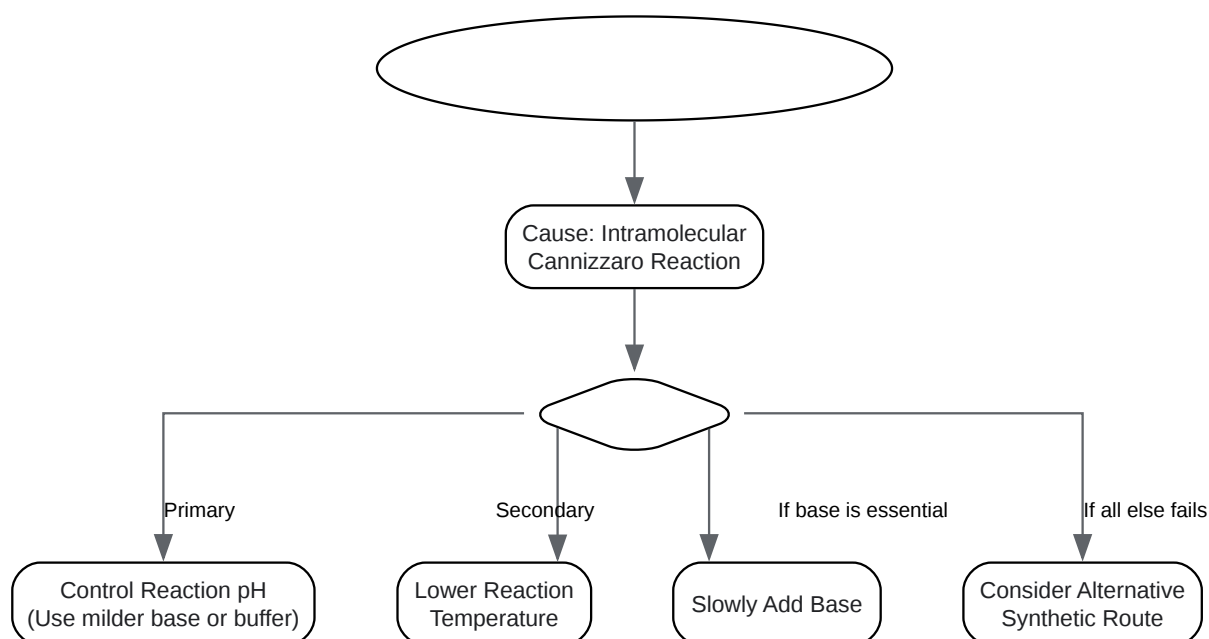 Cause: Intramolecular
Cannizzaro Reaction
Primary
Secondary
If base is essential
If all else fails
Control Reaction pH
(Use milder base or buffer)
Lower Reaction
Temperature
Slowly Add Base
Consider Alternative
Synthetic Route